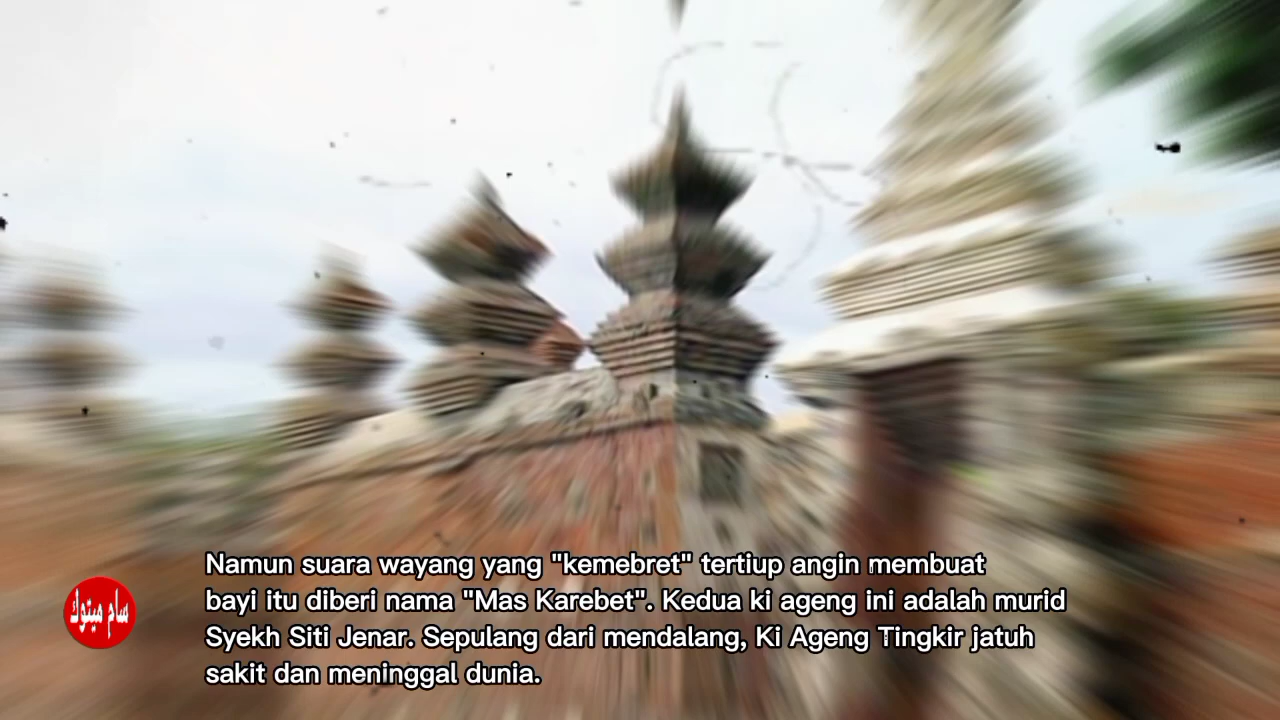 Namun suara wayang yang "kemebret" tertiup angin membuat
bayi itu diberi nama "Mas Karebet". Kedua ki ageng ini adalah murid
Syekh Siti Jenar. Sepulang dari mendalang, Ki Ageng Tingkir jatuh
sakit dan meninggal dunia.
سام ميتوك